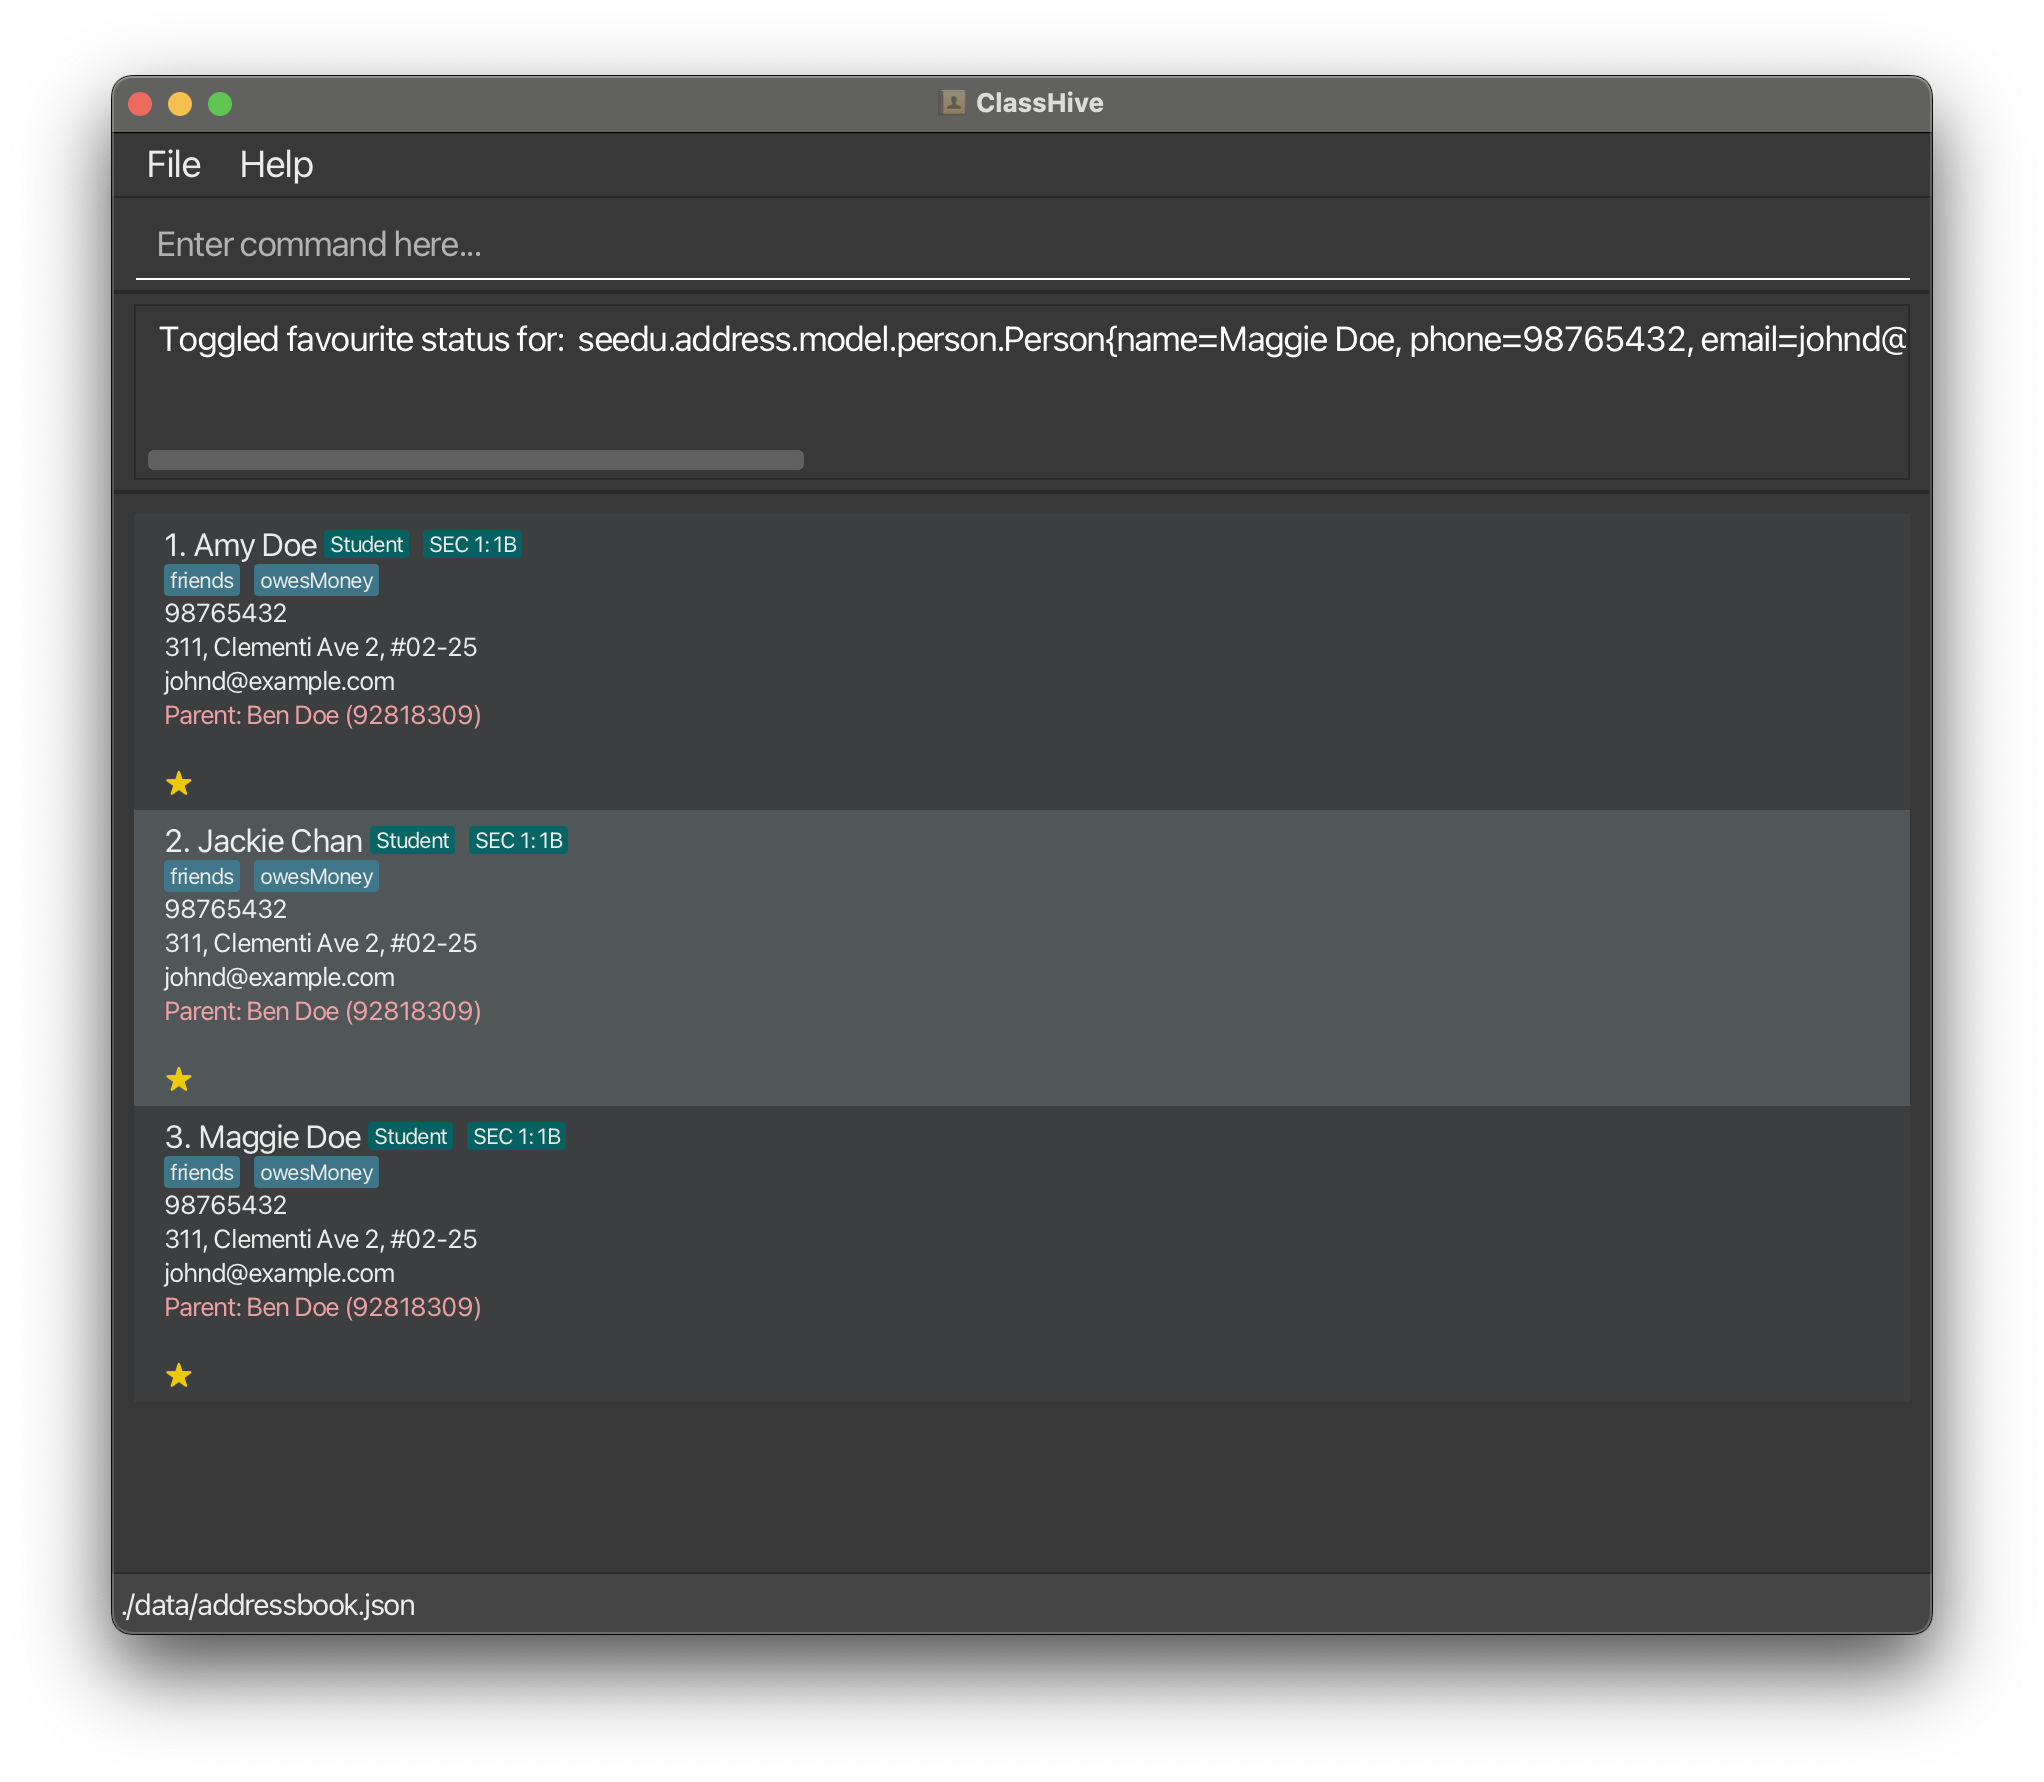 ClassHive
File Help
Enter command here...
Toggled favourite status for: seedu.address.model.person.Person{name=Maggie Doe, phone=98765432, email=johnd@
1. Amy Doe Student SEC 1:1B
friends owesMoney
98765432
311, Clementi Ave 2, #02-25
johnd@example.com
Parent: Ben Doe (92818309)
2. Jackie Chan Student SEC 1:1B
friends owesMoney
98765432
311, Clementi Ave 2, #02-25
johnd@example.com
Parent: Ben Doe (92818309)
3. Maggie Doe Student SEC 1:1B
friends owesMoney
98765432
311, Clementi Ave 2, #02-25
johnd@example.com
Parent: Ben Doe (92818309)
./data/addressbook.json